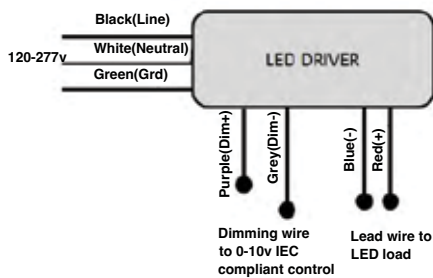 Black(Line)
White(Neutral)
120-277v
Green(Grd)
LED DRIVER
Purple(Dim+)
Grey(Dim-)
Blue(-)
Red(+)
Dimming wire
to 0-10v IEC
compliant control
Lead wire to
LED load